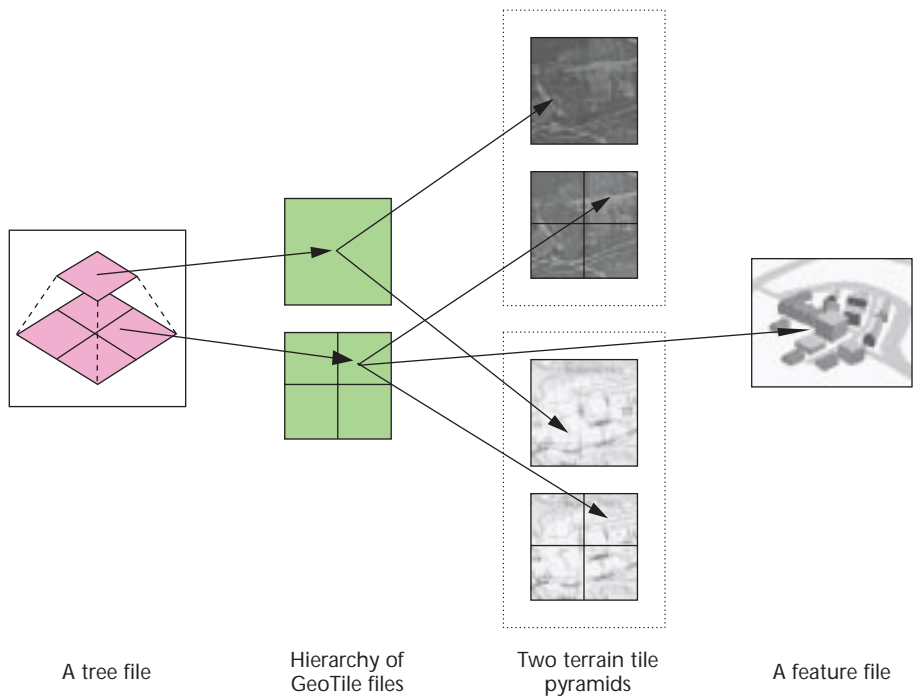 A tree file
Hierarchy of
GeoTile files
Two terrain tile
pyramids
A feature file